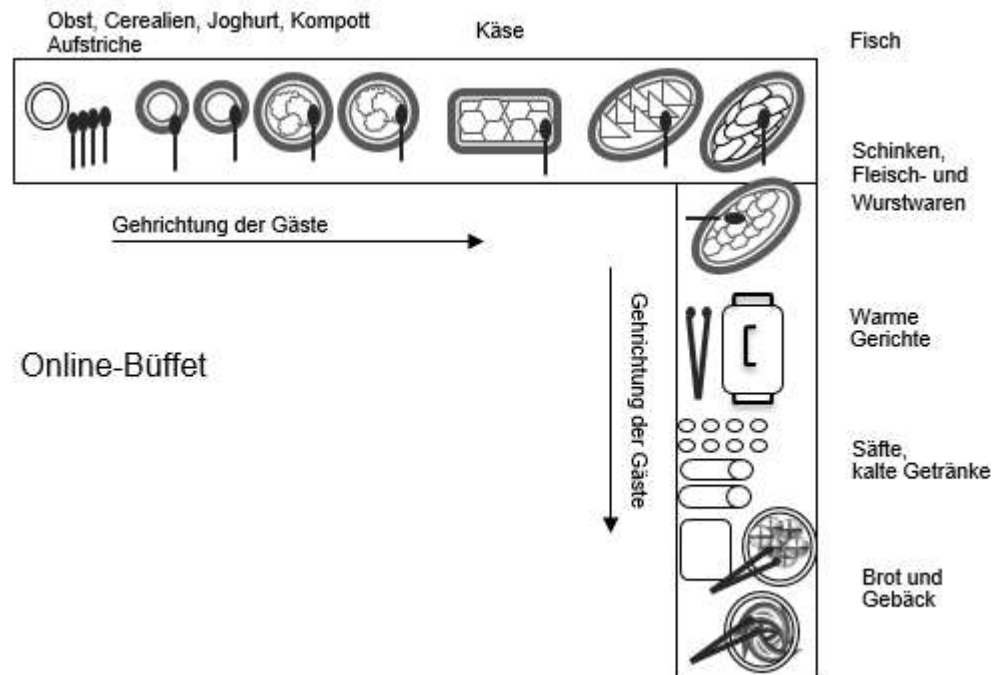 Obst, Cerealien, Joghurt, Kompott
Aufstriche
Käse
Fisch
Schinken,
Fleisch- und
Wurstwaren
Gehrichtung der Gäste
Gehrichtung der Gäste
Warme
Gerichte
Online-Büffet
Säfte,
kalte Getränke
Brot und
Gebäck